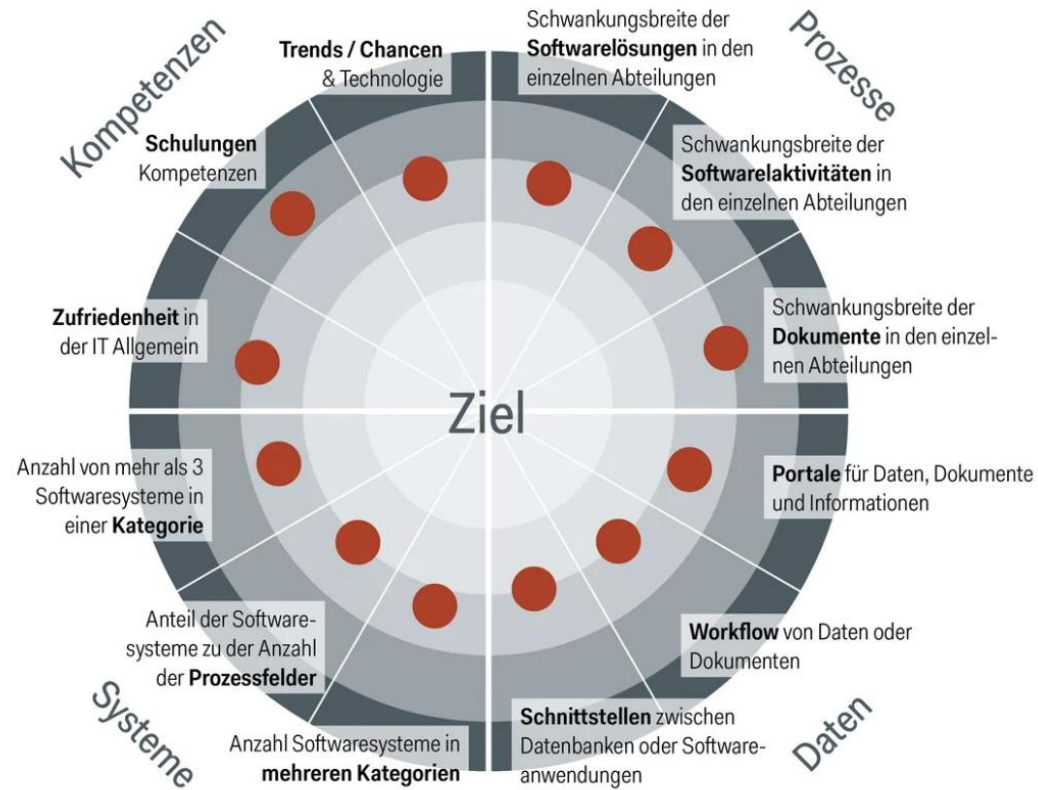 Kompetenzen
Trends / Chancen
& Technologie
Schulungen
Kompetenzen
Zufriedenheit in
der IT Allgemein
Prozesse
Schwankungsbreite der
Softwarelösungen in den
einzelnen Abteilungen
Schwankungsbreite der
Softwarelaktivitäten in
den einzelnen Abteilungen
Schwankungsbreite der
Dokumente in den einzel-
nen Abteilungen
Ziel
Anzahl von mehr als 3
Softwaresysteme in
einer Kategorie
Anteil der Software-
systeme zu der Anzahl
der Prozessfelder
Anzahl Softwaresysteme in
mehreren Kategorien
Systeme
Portale für Daten, Dokumente
und Informationen
Workflow von Daten oder
Dokumenten
Schnittstellen zwischen
Datenbanken oder Software-
anwendungen
Daten